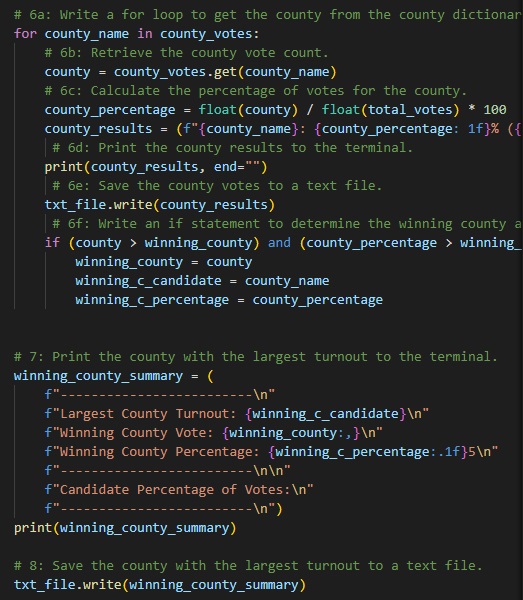 # 6a: Write a for loop to get the county from the county dictionar
for county_name in county_votes:
    # 6b: Retrieve the county vote count.
    county = county_votes.get(county_name)
    # 6c: Calculate the percentage of votes for the county.
    county_percentage = float(county) / float(total_votes) * 100
    county_results = (f"{county_name}: {county_percentage: 1f}% ({
     # 6d: Print the county results to the terminal.
    print(county_results, end="")
     # 6e: Save the county votes to a text file.
    txt_file.write(county_results)
     # 6f: Write an if statement to determine the winning county a
    if (county > winning_county) and (county_percentage > winning_
        winning_county = county
        winning_c_candidate = county_name
        winning_c_percentage = county_percentage
# 7: Print the county with the largest turnout to the terminal.
winning_county_summary = (
    f"-------------------------\n"
    f"Largest County Turnout: {winning_c_candidate}\n"
    f"Winning County Vote: {winning_county:,}\n"
    f"Winning County Percentage: {winning_c_percentage:.1f}5\n"
    f"-------------------------\n\n"
    f"Candidate Percentage of Votes:\n"
    f"-------------------------\n")
print(winning_county_summary)
# 8: Save the county with the largest turnout to a text file.
txt_file.write(winning_county_summary)